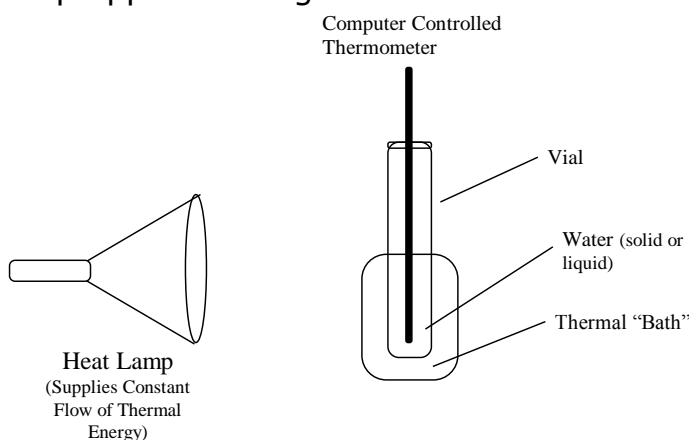 Computer Controlled
Thermometer
Vial
Water (solid or
liquid)
Thermal “Bath”
Heat Lamp
(Supplies Constant
Flow of Thermal
Energy)